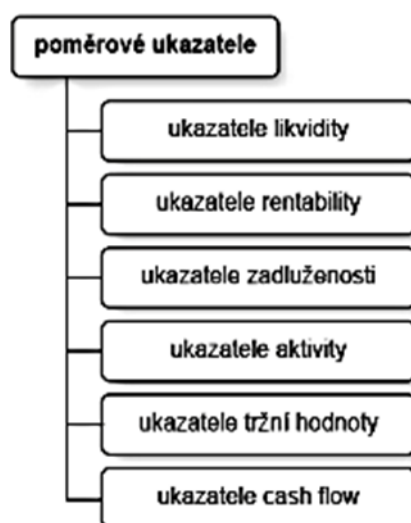 poměrové ukazatele
ukazatele likvidity
ukazatele rentability
ukazatele zadluženosti
ukazatele aktivity
ukazatele tržní hodnoty
ukazatele cash flow